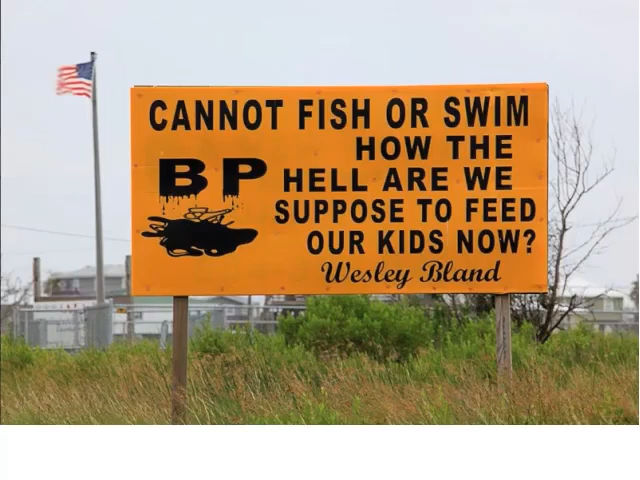 CANNOT FISH OR SWIM
HOW THE
BP HELL ARE WE
SUPPOSE TO FEED
OUR KIDS NOW?
Wesley Bland